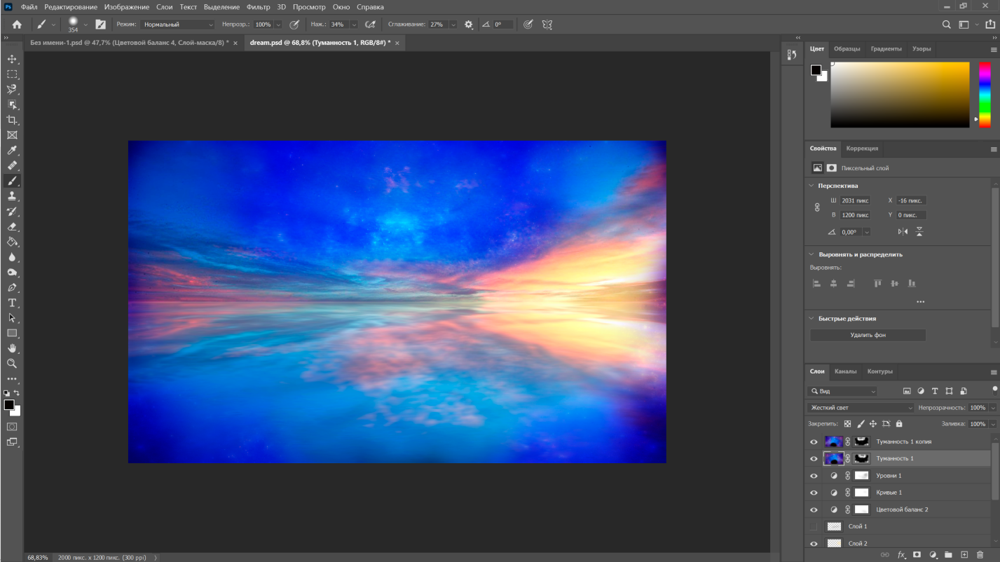 Ps Файл Редактирование Изображение Слои Текст Выделение Фильтр 3D Просмотр Окно Справка
354 Режим: Нормальный Непрозр.: 100% Наж.: 34% Сглаживание: 27% 0°
Без имени-1.psd @ 47,7% (Цветовой баланс 4, Слой-маска/8) * ×
dream.psd @ 68,8% (Туманность 1, RGB/8#) * ×
Цвет Образцы Градиенты Узоры
Свойства Коррекция
Пиксельный слой
Перспектива
Ш 2031 пикс X -16 пикс.
В 1200 пикс Y 0 пикс.
0,00°
Выровнять и распределить
Выровнять:
Быстрые действия
Удалить фон
Слои Каналы Контуры
Вид
Жесткий свет Непрозрачность: 100%
Закрепить: Заливка: 100%
Туманность 1 копия
Туманность 1
Уровни 1
Кривые 1
Цветовой баланс 2
Слой 1
Слой 2
fx
68,83% 2000 пикс. x 1200 пикс. (300 ppi)